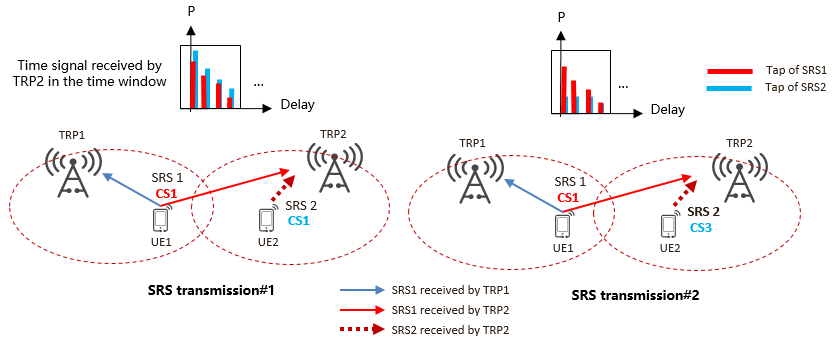 P
Time signal received by
TRP2 in the time window
...
Delay
P
...
Delay
Tap of SRS1
Tap of SRS2
TRP1
TRP2
SRS 1
CS1
SRS 2
CS1
UE1
UE2
SRS transmission#1
TRP1
TRP2
SRS 1
CS1
SRS 2
CS3
UE1
UE2
SRS transmission#2
SRS1 received by TRP1
SRS1 received by TRP2
SRS2 received by TRP2